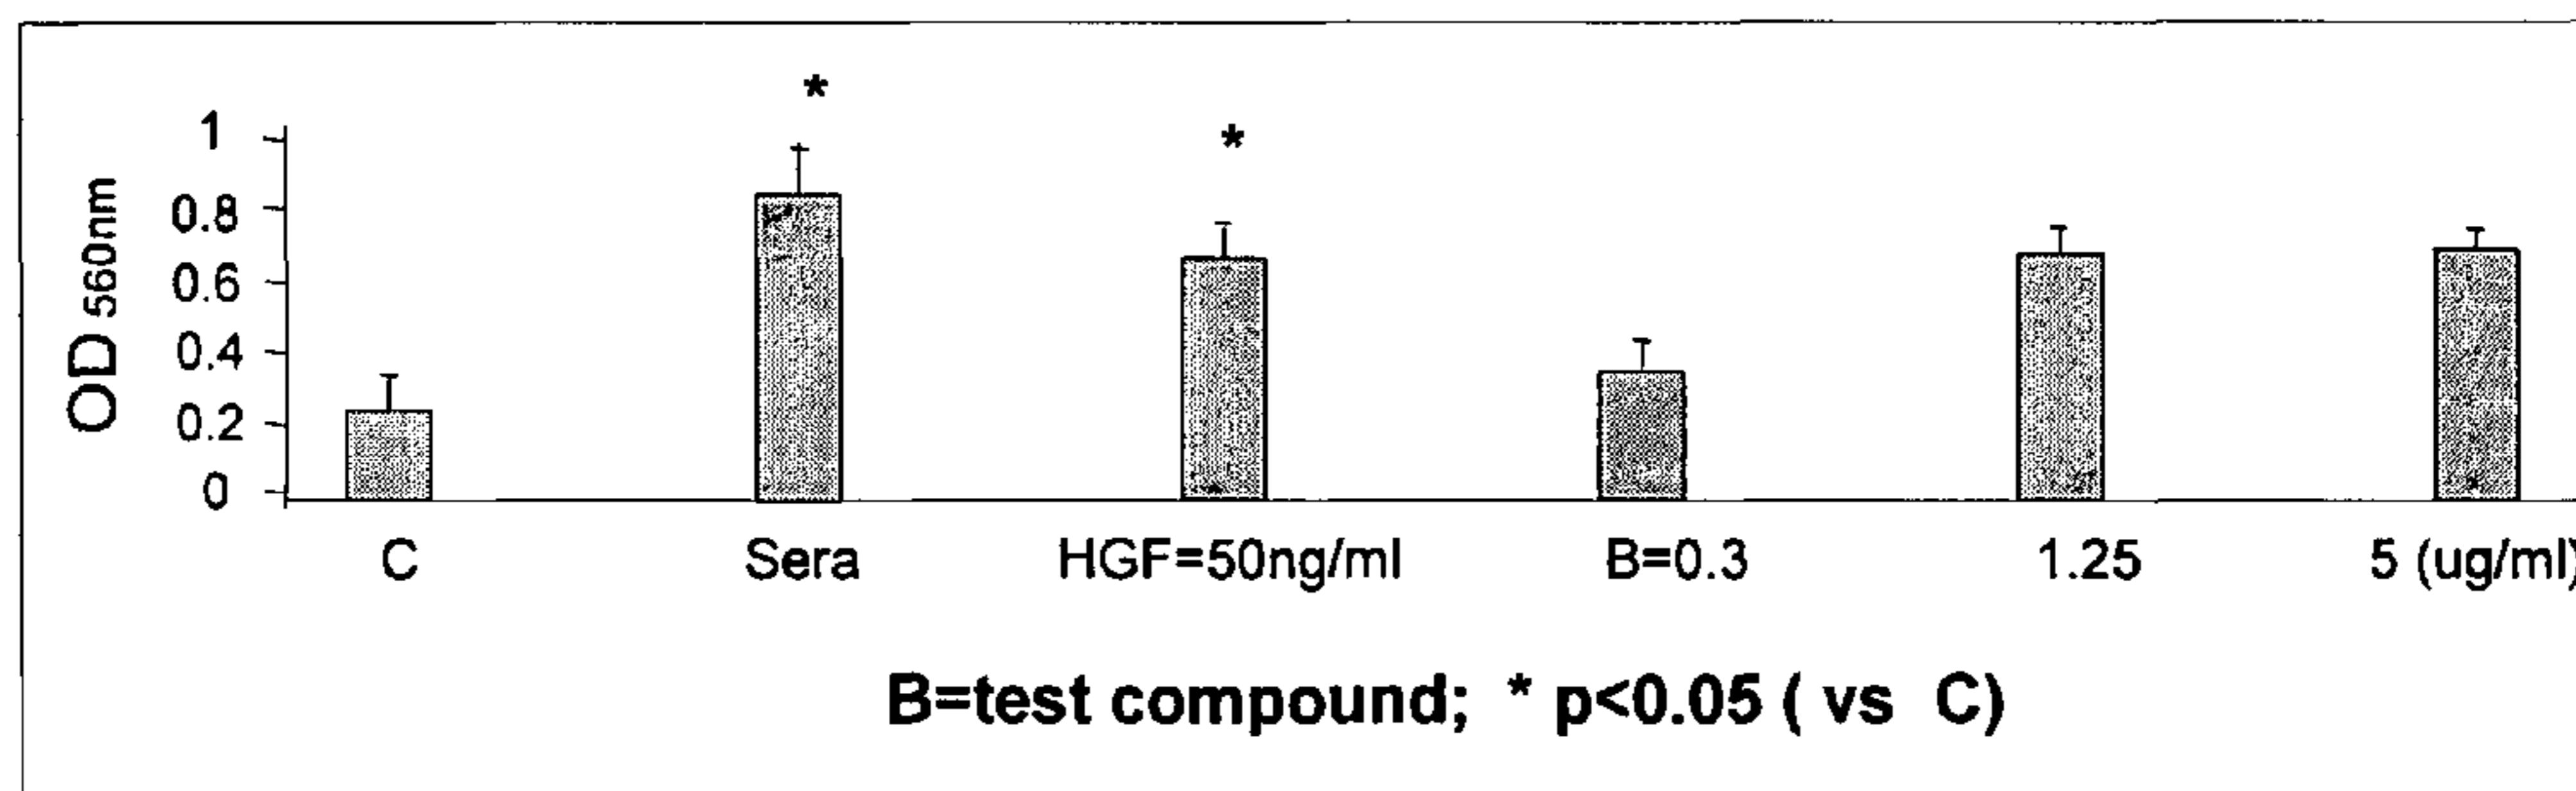 *
*
1
0.8
0.6
0.4
0.2
0
OD 560nm
C Sera HGF=50ng/ml B=0.3 1.25 5 (ug/ml)
B=test compound; * p<0.05 ( vs C)